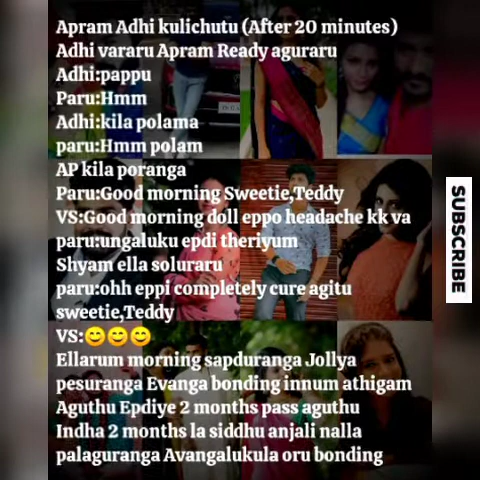 Apram Adhi kulichutu (After 20 minutes)
Adhi vararu Apram Ready aguraru
Adhi:pappu
Paru:Hmm
Adhi:kila polama
paru:Hmm polam
AP kila poranga
Paru:Good morning Sweetie,Teddy
VS:Good morning doll eppo headache kk va
paru:ungaluku epdi theriyum
Shyam ella soluraru
paru:ohh eppi completely cure agitu
sweetie,Teddy
VS:😊😊😊
Ellarum morning sapduranga Jollya
pesuranga Evanga bonding innum athigam
Aguthu Epdiye 2 months pass aguthu
Indha 2 months la siddhu anjali nalla
palaguranga Avangalukula oru bonding
SUBSCRIBE